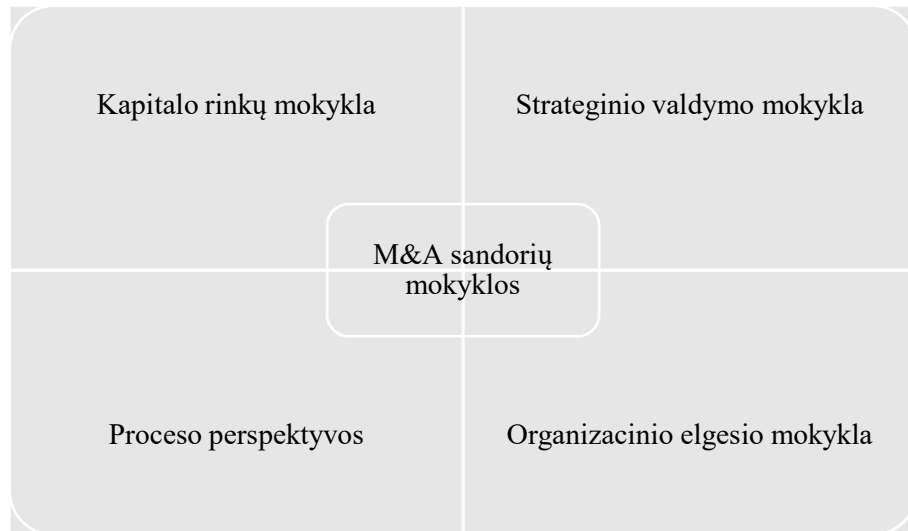 Kapitalo rinkų mokykla
Strateginio valdymo mokykla
M&A sandorių
mokyklos
Proceso perspektyvos
Organizacinio elgesio mokykla